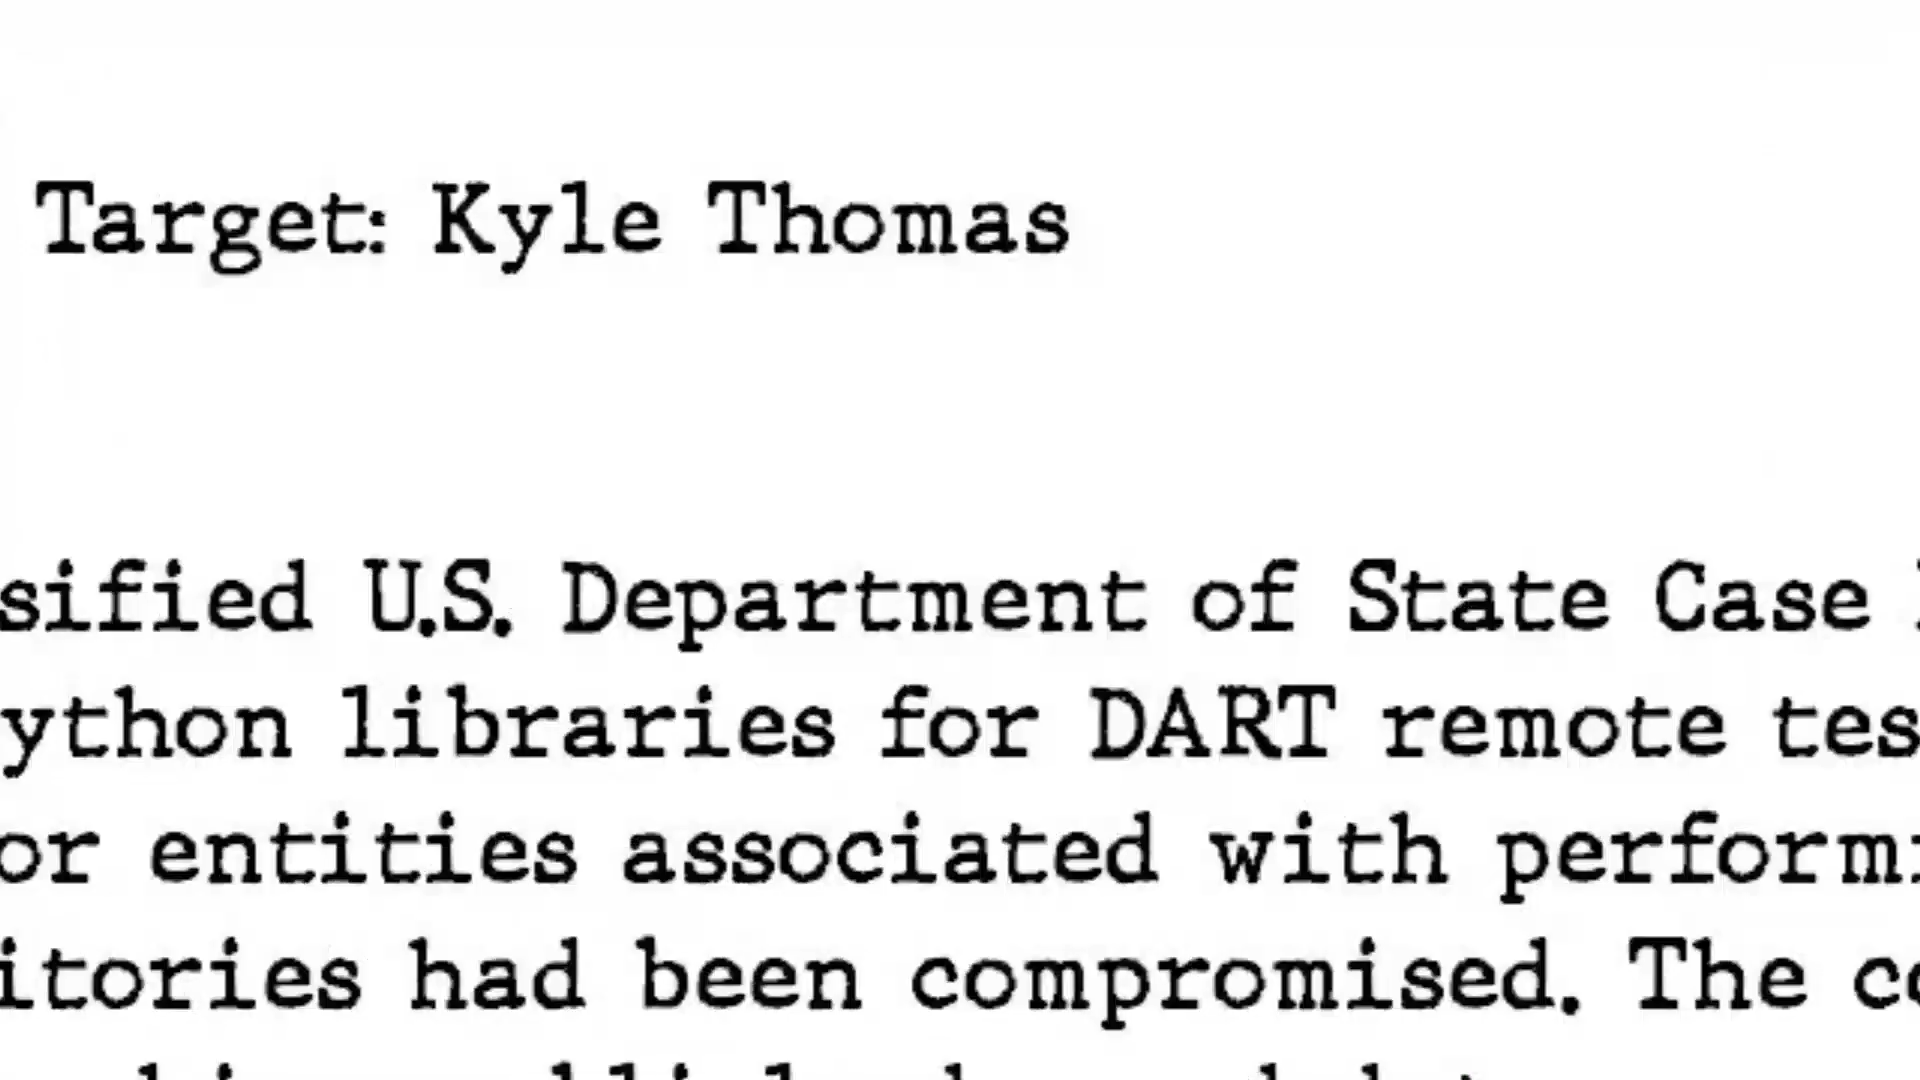 Target: Kyle Thomas
sified U.S. Department of State Case
ython libraries for DART remote tes
or entities associated with perform
itories had been compromised. The co